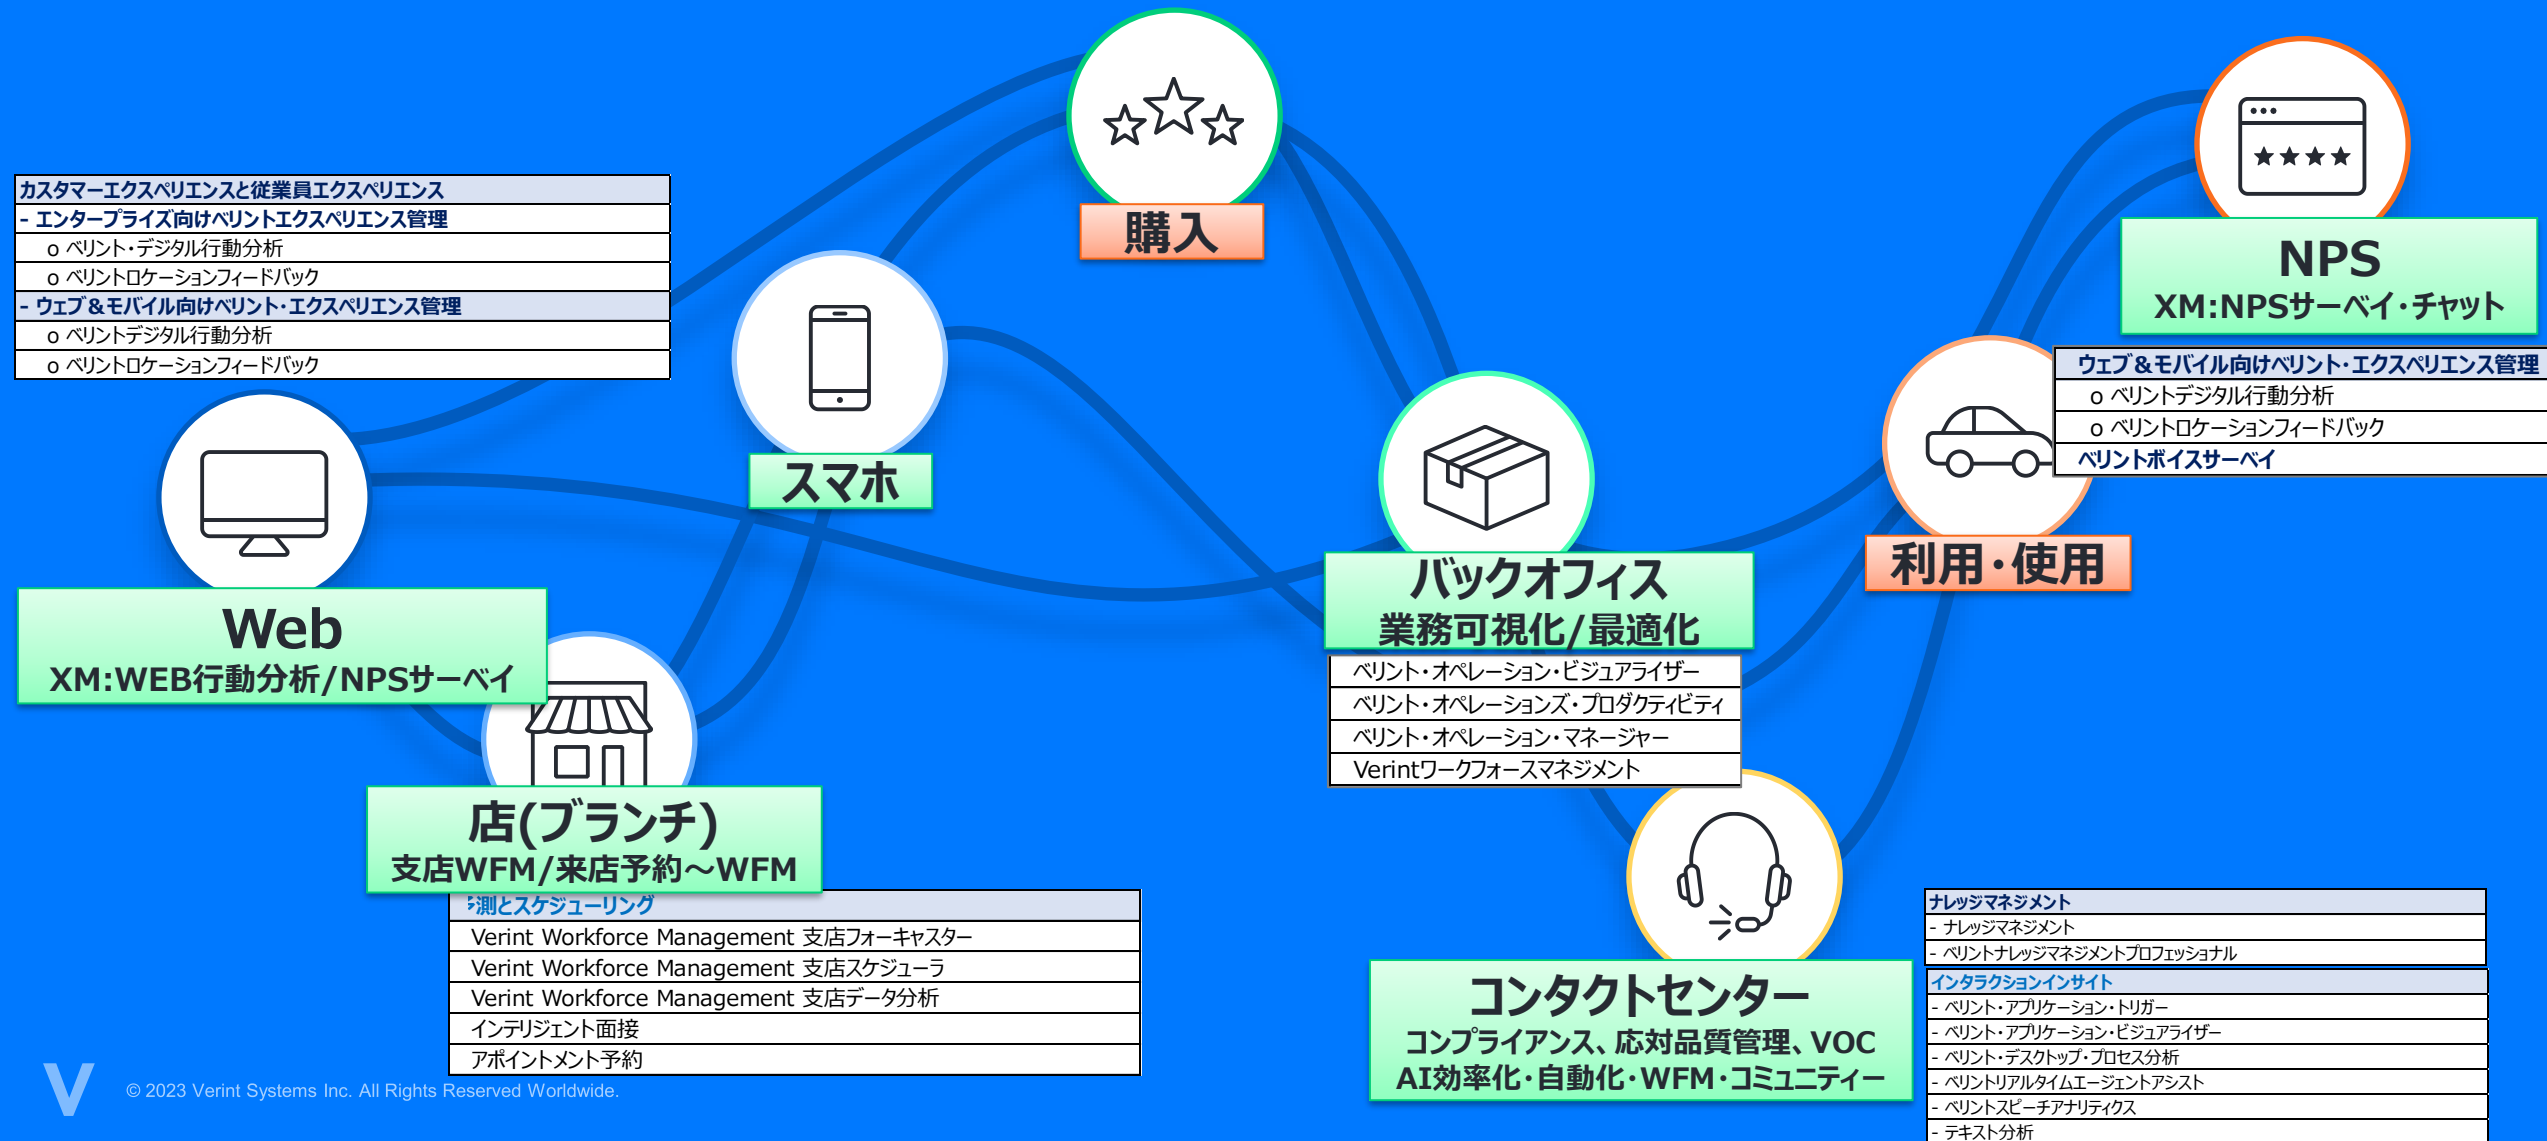 購入
NPS
XM:NPSサーベイ・チャット
カスタマーエクスペリエンスと従業員エクスペリエンス
- エンタープライズ向けベリントエクスペリエンス管理
o ベリント・デジタル行動分析
o ベリントロケーションフィードバック
- ウェブ&モバイル向けベリント・エクスペリエンス管理
o ベリントデジタル行動分析
o ベリントロケーションフィードバック
スマホ
ウェブ&モバイル向けベリント・エクスペリエンス管理
o ベリントデジタル行動分析
o ベリントロケーションフィードバック
ベリントボイスサーベイ
利用・使用
Web
XM:WEB行動分析/NPSサーベイ
バックオフィス
業務可視化/最適化
ベリント・オペレーション・ビジュアライザー
ベリント・オペレーションズ・プロダクティビティ
ベリント・オペレーション・マネージャー
Verintワークフォースマネジメント
店(ブランチ)
支店WFM/来店予約～WFM
測とスケジューリング
Verint Workforce Management 支店フォーキャスター
Verint Workforce Management 支店スケジューラ
Verint Workforce Management 支店データ分析
インテリジェント面接
アポイントメント予約
コンタクトセンター
コンプライアンス、応対品質管理、VOC
AI効率化・自動化・WFM・コミュニティー
ナレッジマネジメント
- ナレッジマネジメント
- ベリントナレッジマネジメントプロフェッショナル
インタラクションインサイト
- ベリント・アプリケーション・トリガー
- ベリント・アプリケーション・ビジュアライザー
- ベリント・デスクトップ・プロセス分析
- ベリントリアルタイムエージェントアシスト
- ベリントスピーチアナリティクス
- テキスト分析
© 2023 Verint Systems Inc. All Rights Reserved Worldwide.